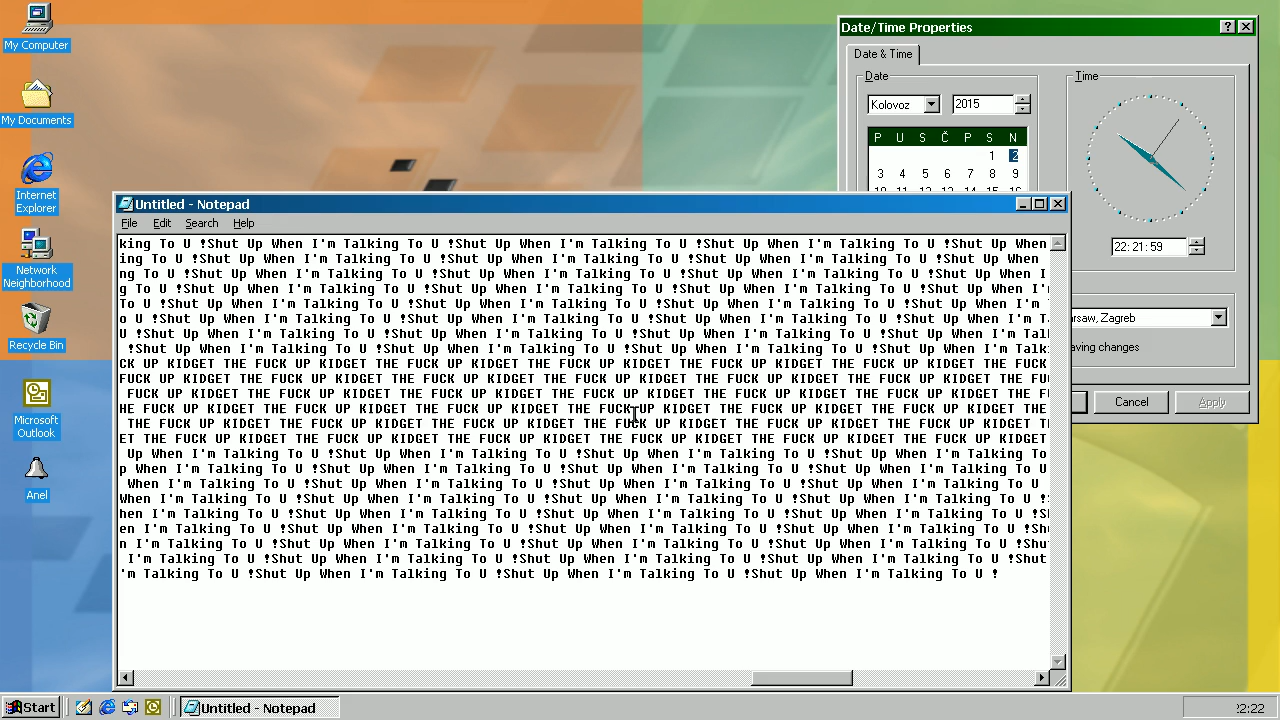 My Computer
My Documents
Internet
Explorer
Network
Neighborhood
Recycle Bin
Microsoft
Outlook
Anel
Date/Time Properties
Date & Time
Date
Kolovoz
2015
P U S Č P S N
1 2
3 4 5 6 7 8 9
Time
22:21:59
arsaw, Zagreb
aving changes
Cancel
Apply
Untitled - Notepad
File Edit Search Help
king To U !Shut Up When I'm Talking To U !Shut Up When I'm Talking To U !Shut Up When I'm Talking To U !Shut Up When
ing To U !Shut Up When I'm Talking To U !Shut Up When I'm Talking To U !Shut Up When I'm Talking To U !Shut Up When
ng To U !Shut Up When I'm Talking To U !Shut Up When I'm Talking To U !Shut Up When I'm Talking To U !Shut Up When I
g To U !Shut Up When I'm Talking To U !Shut Up When I'm Talking To U !Shut Up When I'm Talking To U !Shut Up When I'
To U !Shut Up When I'm Talking To U !Shut Up When I'm Talking To U !Shut Up When I'm Talking To U !Shut Up When I'm
o U !Shut Up When I'm Talking To U !Shut Up When I'm Talking To U !Shut Up When I'm Talking To U !Shut Up When I'm T
U !Shut Up When I'm Talking To U !Shut Up When I'm Talking To U !Shut Up When I'm Talking To U !Shut Up When I'm Tal
!Shut Up When I'm Talking To U !Shut Up When I'm Talking To U !Shut Up When I'm Talking To U !Shut Up When I'm Talk
CK UP KIDGET THE FUCK UP KIDGET THE FUCK UP KIDGET THE FUCK UP KIDGET THE FUCK UP KIDGET THE FUCK UP KIDGET THE FUCK
FUCK UP KIDGET THE FUCK UP KIDGET THE FUCK UP KIDGET THE FUCK UP KIDGET THE FUCK UP KIDGET THE FUCK UP KIDGET THE FU
FUCK UP KIDGET THE FUCK UP KIDGET THE FUCK UP KIDGET THE FUCK UP KIDGET THE FUCK UP KIDGET THE FUCK UP KIDGET THE F
HE FUCK UP KIDGET THE FUCK UP KIDGET THE FUCK UP KIDGET THE FUCK UP KIDGET THE FUCK UP KIDGET THE FUCK UP KIDGET THE
THE FUCK UP KIDGET THE FUCK UP KIDGET THE FUCK UP KIDGET THE FUCK UP KIDGET THE FUCK UP KIDGET THE FUCK UP KIDGET T
ET THE FUCK UP KIDGET THE FUCK UP KIDGET THE FUCK UP KIDGET THE FUCK UP KIDGET THE FUCK UP KIDGET THE FUCK UP KIDGET
Up When I'm Talking To U !Shut Up When I'm Talking To U !Shut Up When I'm Talking To U !Shut Up When I'm Talking To
p When I'm Talking To U !Shut Up When I'm Talking To U !Shut Up When I'm Talking To U !Shut Up When I'm Talking To U
When I'm Talking To U !Shut Up When I'm Talking To U !Shut Up When I'm Talking To U !Shut Up When I'm Talking To U
When I'm Talking To U !Shut Up When I'm Talking To U !Shut Up When I'm Talking To U !Shut Up When I'm Talking To U !
hen I'm Talking To U !Shut Up When I'm Talking To U !Shut Up When I'm Talking To U !Shut Up When I'm Talking To U !S
en I'm Talking To U !Shut Up When I'm Talking To U !Shut Up When I'm Talking To U !Shut Up When I'm Talking To U !Sh
n I'm Talking To U !Shut Up When I'm Talking To U !Shut Up When I'm Talking To U !Shut Up When I'm Talking To U !Shu
I'm Talking To U !Shut Up When I'm Talking To U !Shut Up When I'm Talking To U !Shut Up When I'm Talking To U !Shut
'm Talking To U !Shut Up When I'm Talking To U !Shut Up When I'm Talking To U !Shut Up When I'm Talking To U !
Start
Untitled - Notepad
22:22